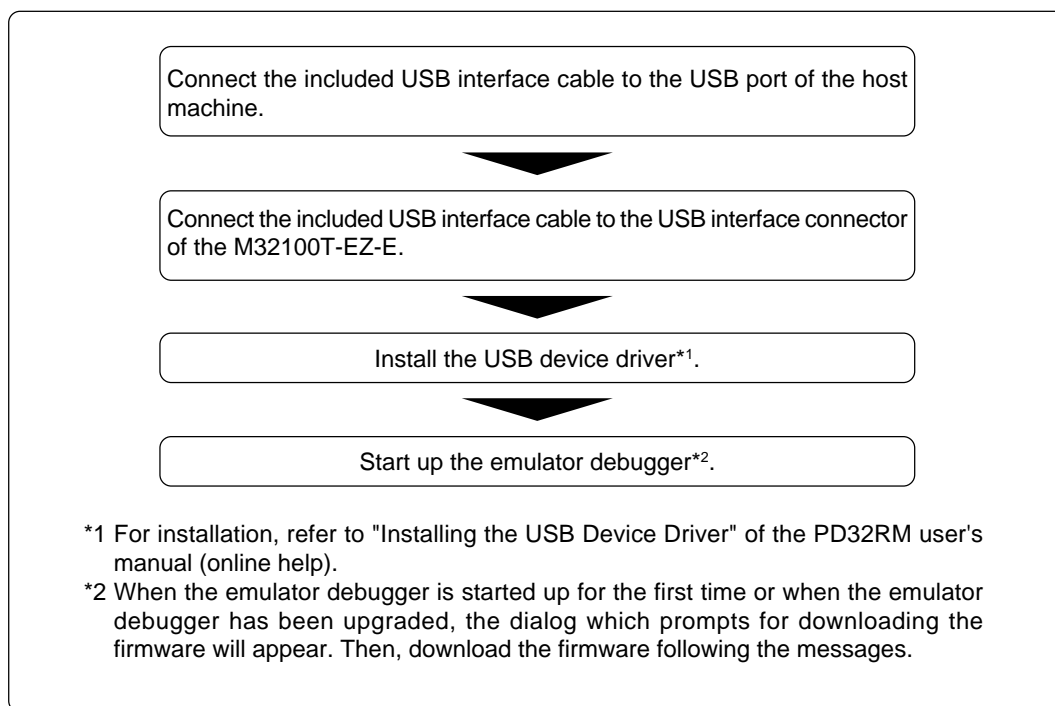 Connect the included USB interface cable to the USB port of the host
machine.
Connect the included USB interface cable to the USB interface connector
of the M32100T-EZ-E.
Install the USB device driver*1.
Start up the emulator debugger*2.
*1 For installation, refer to "Installing the USB Device Driver" of the PD32RM user's
manual (online help).
*2 When the emulator debugger is started up for the first time or when the emulator
debugger has been upgraded, the dialog which prompts for downloading the
firmware will appear. Then, download the firmware following the messages.